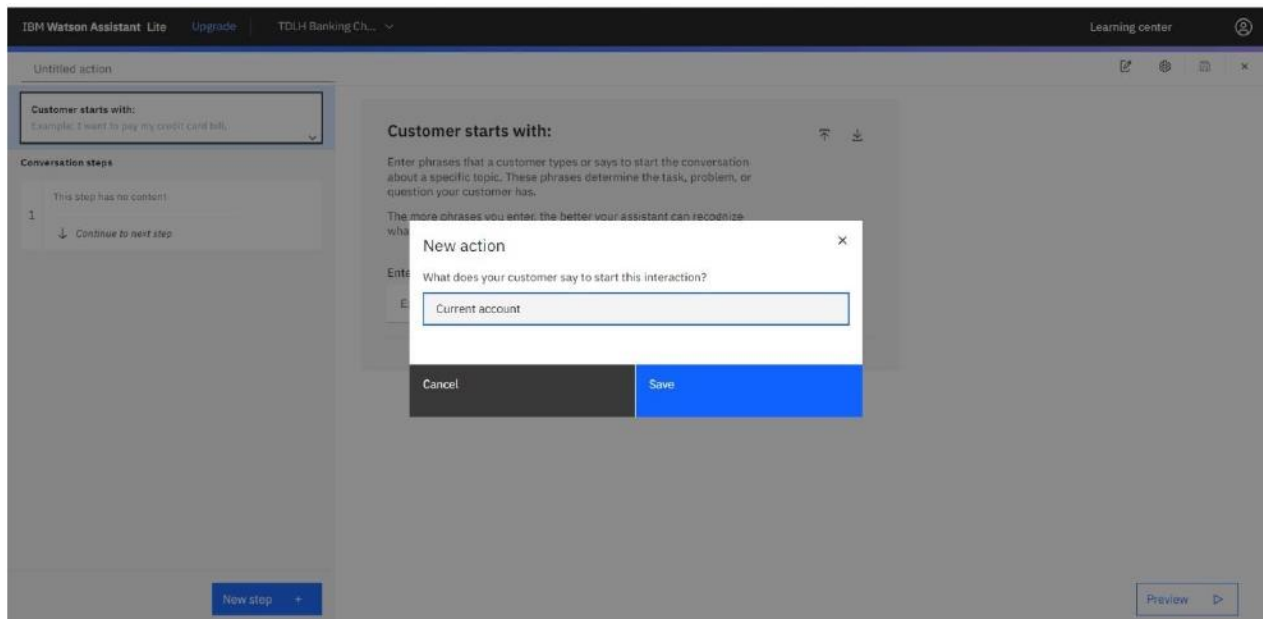 IBM Watson Assistant Lite Upgrade TDLH Banking Ch... Learning center
Untitled action
Customer starts with:
Example: I want to pay my credit card bill.
Conversation steps
This step has no content
1
Continue to next step
New step +
Customer starts with:
Enter phrases that a customer types or says to start the conversation
about a specific topic. These phrases determine the task, problem, or
question your customer has.
The more phrases you enter, the better your assistant can recognize
wha
Ente
E
New action
What does your customer say to start this interaction?
Current account
Cancel
Save
Preview